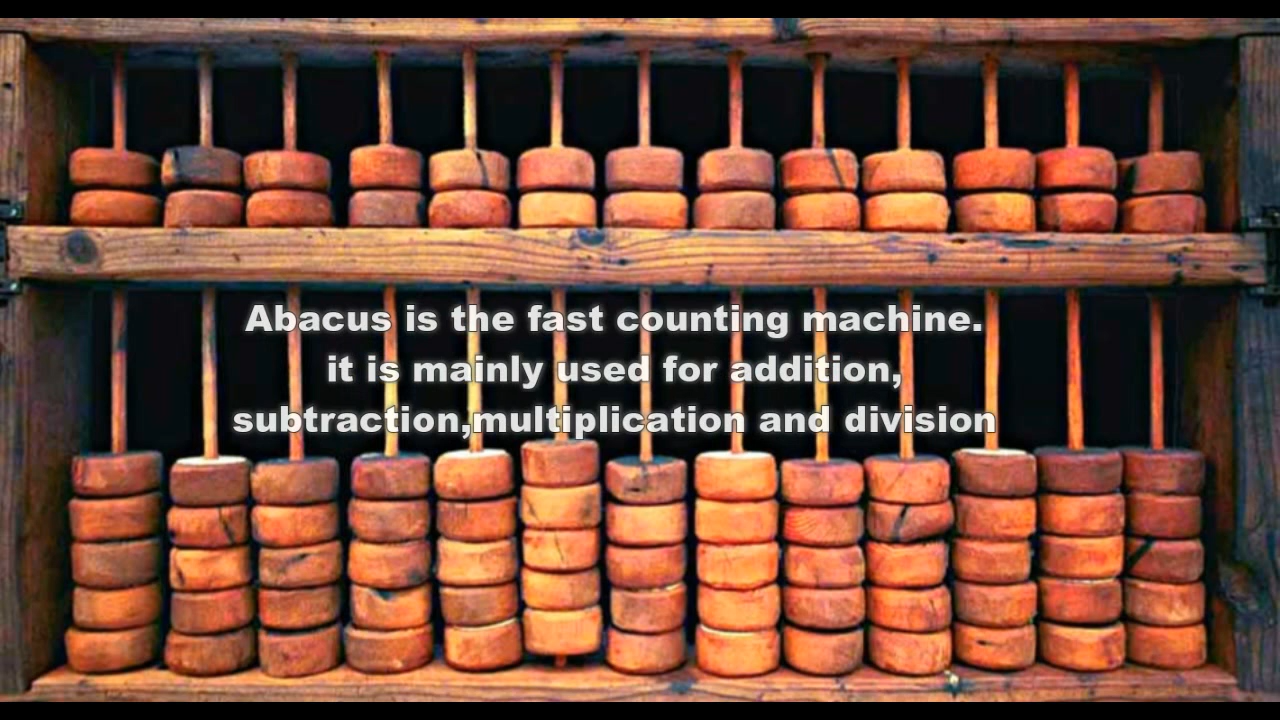 Abacus is the fast counting machine.
it is mainly used for addition,
subtraction,multiplication and division